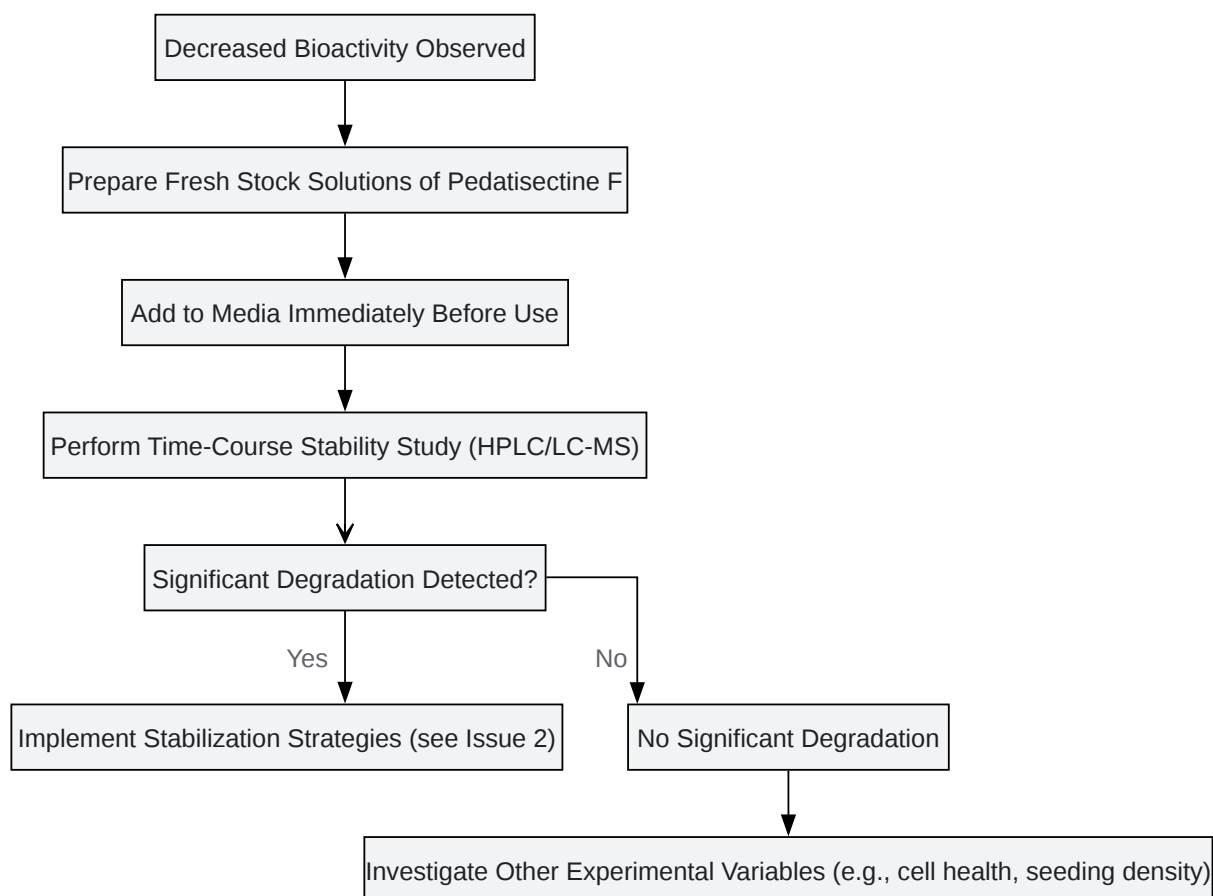 Decreased Bioactivity Observed
Prepare Fresh Stock Solutions of Pedatisectine F
Add to Media Immediately Before Use
Perform Time-Course Stability Study (HPLC/LC-MS)
Significant Degradation Detected?
Yes
No
Implement Stabilization Strategies (see Issue 2)
No Significant Degradation
Investigate Other Experimental Variables (e.g., cell health, seeding density)